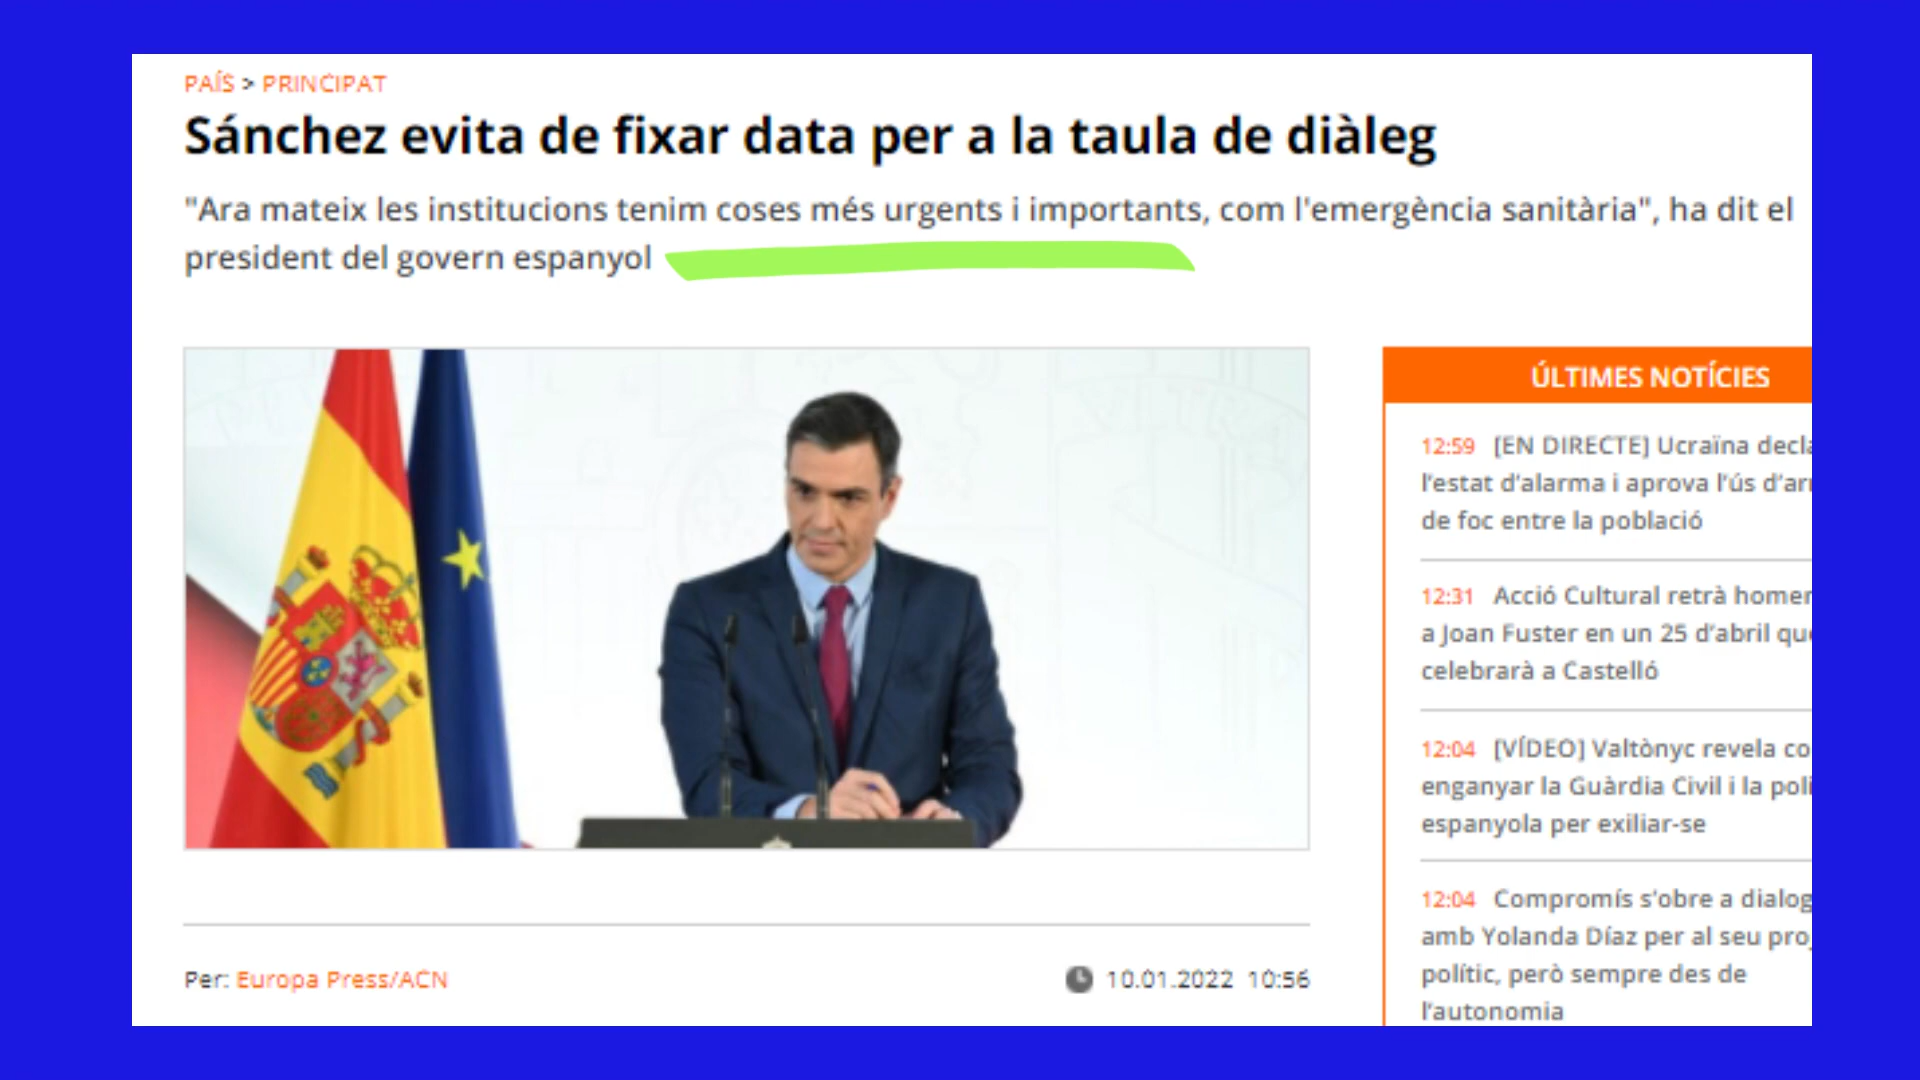 PAÍS > PRINCIPAT
Sánchez evita de fixar data per a la taula de diàleg
"Ara mateix les institucions tenim coses més urgents i importants, com l'emergència sanitària", ha dit el
president del govern espanyol
ÚLTIMES NOTÍCIES
12:59 [EN DIRECTE] Ucraïna
l'estat d'alarma i aprova l'ús
de foc entre la població
12:31 Acció Cultural retrà
a Joan Fuster en un 25 d'abril
celebrarà a Castelló
12:04 [VÍDEO] Valtònyc revela
enganyar la Guàrdia Civil i la
espanyola per exiliar-se
12:04 Compromís s'obre a
amb Yolanda Díaz per al seu
polític, però sempre des de
l'autonomia
Per: Europa Press/ACN
10.01.2022 10:56